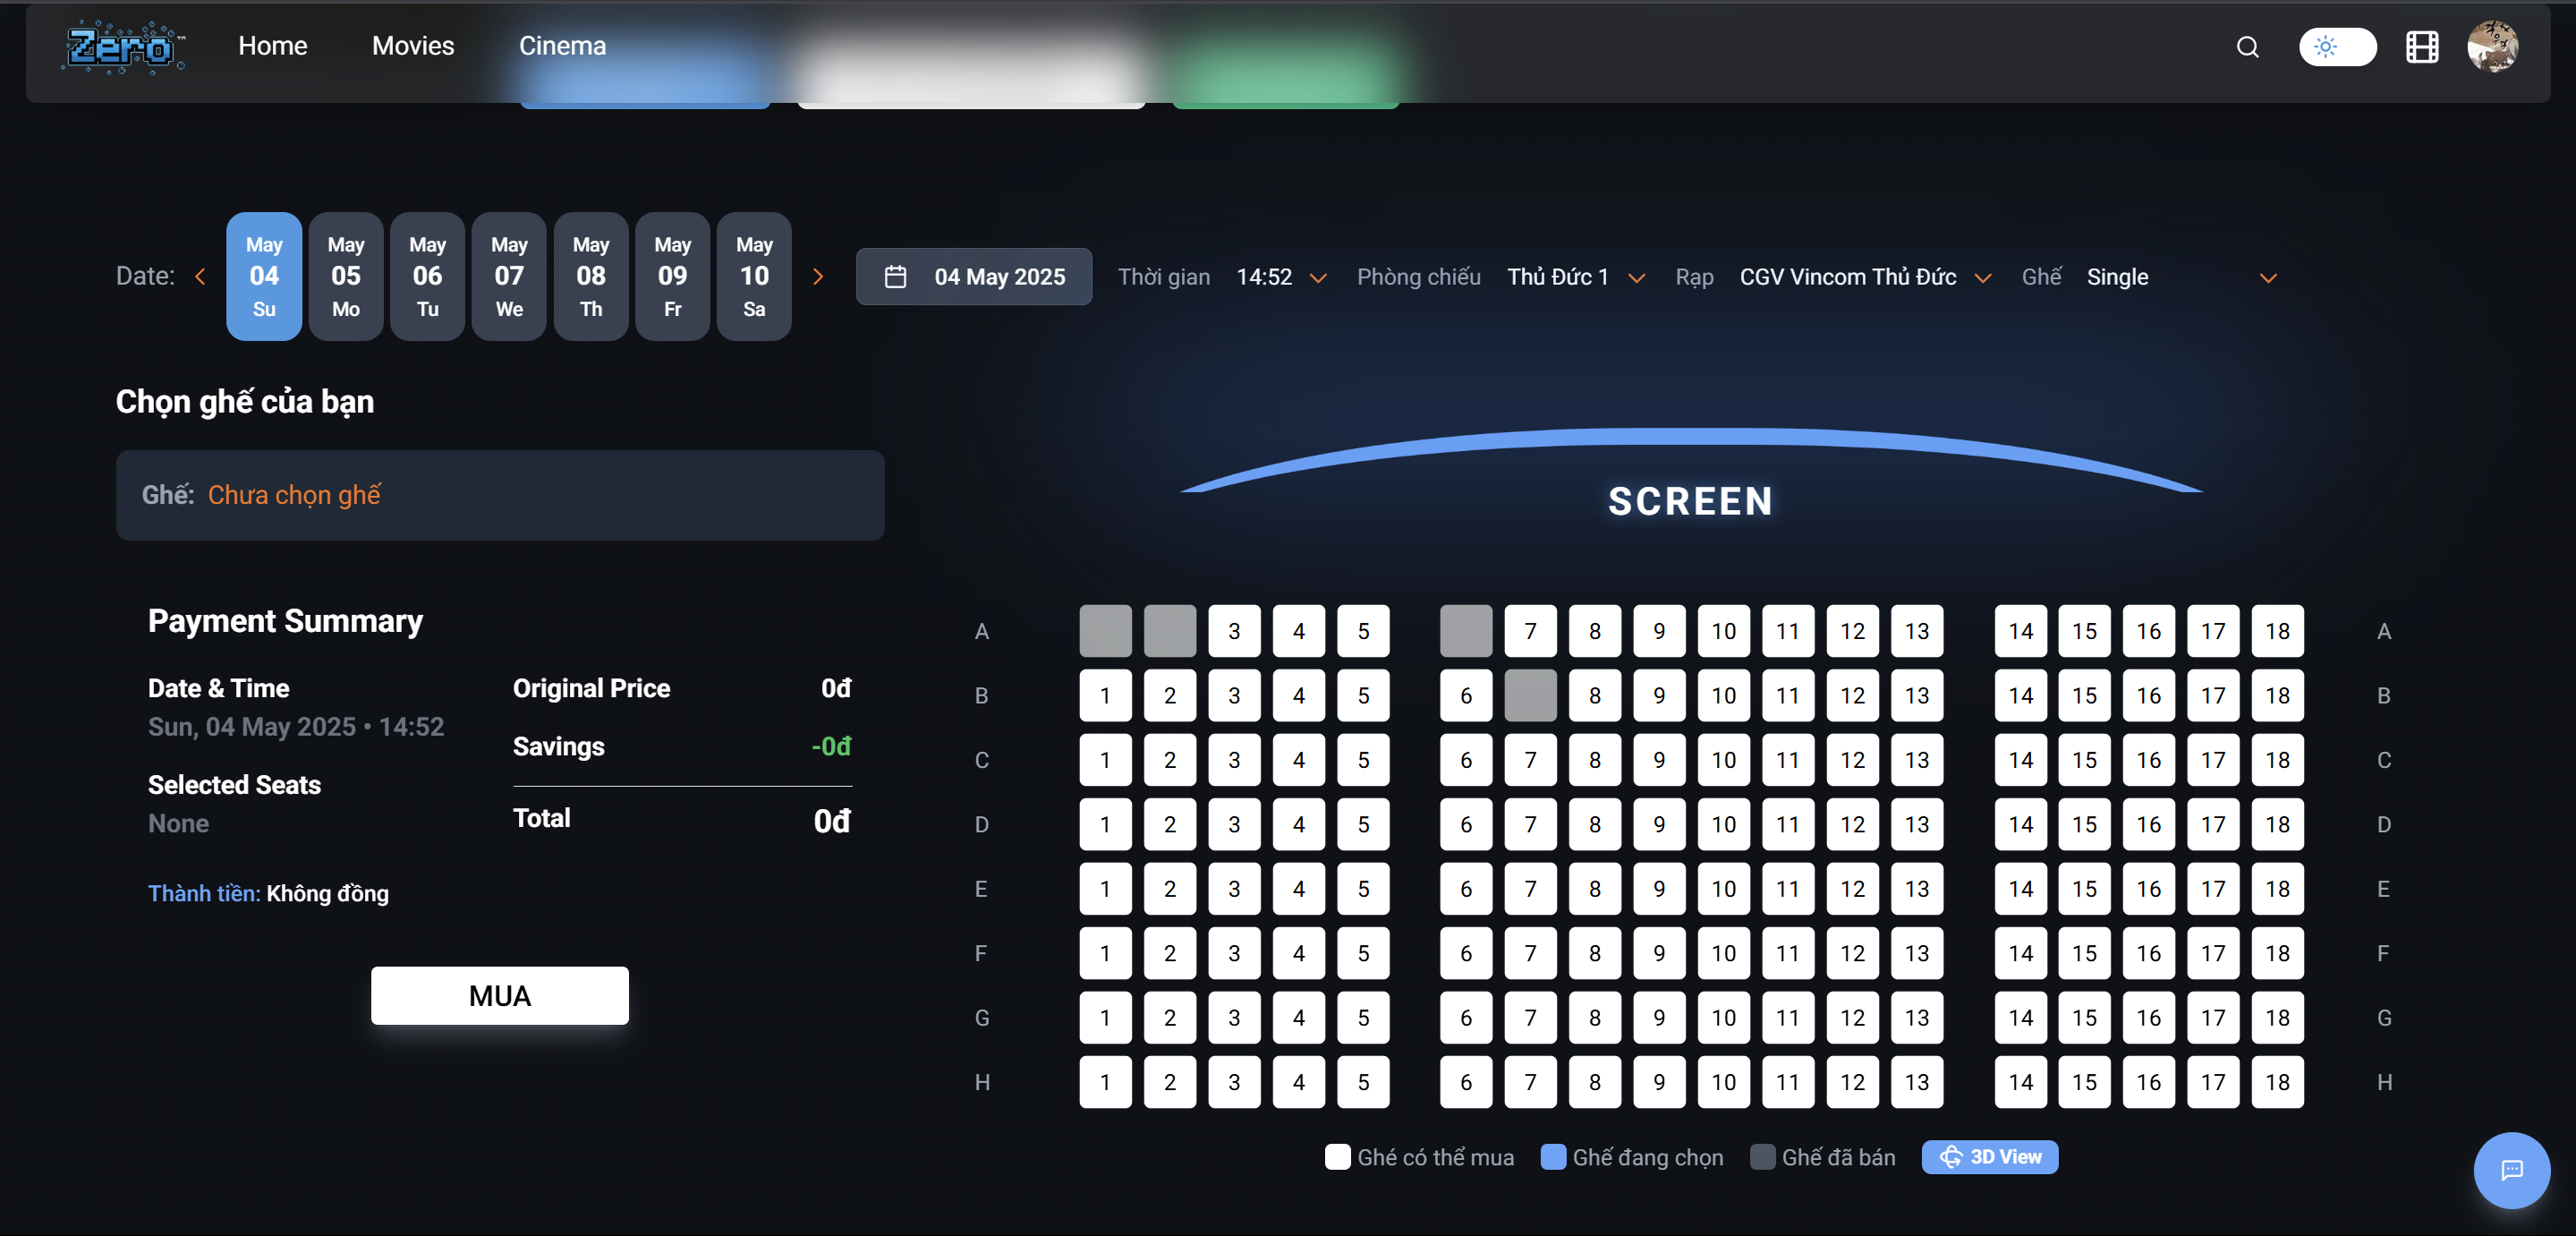 Zero™
Home Movies Cinema
Date:
May 04 Su
May 05 Mo
May 06 Tu
May 07 We
May 08 Th
May 09 Fr
May 10 Sa
04 May 2025
Thời gian 14:52
Phòng chiếu Thủ Đức 1
Rạp CGV Vincom Thủ Đức
Ghế Single
Chọn ghế của bạn
Ghế: Chưa chọn ghế
Payment Summary
Date & Time
Sun, 04 May 2025 • 14:52
Selected Seats
None
Original Price 0đ
Savings -0đ
Total 0đ
Thành tiền: Không đồng
MUA
SCREEN
A 3 4 5 7 8 9 10 11 12 13 14 15 16 17 18 A
B 1 2 3 4 5 6 8 9 10 11 12 13 14 15 16 17 18 B
C 1 2 3 4 5 6 7 8 9 10 11 12 13 14 15 16 17 18 C
D 1 2 3 4 5 6 7 8 9 10 11 12 13 14 15 16 17 18 D
E 1 2 3 4 5 6 7 8 9 10 11 12 13 14 15 16 17 18 E
F 1 2 3 4 5 6 7 8 9 10 11 12 13 14 15 16 17 18 F
G 1 2 3 4 5 6 7 8 9 10 11 12 13 14 15 16 17 18 G
H 1 2 3 4 5 6 7 8 9 10 11 12 13 14 15 16 17 18 H
Ghé có thể mua Ghế đang chọn Ghế đã bán 3D View